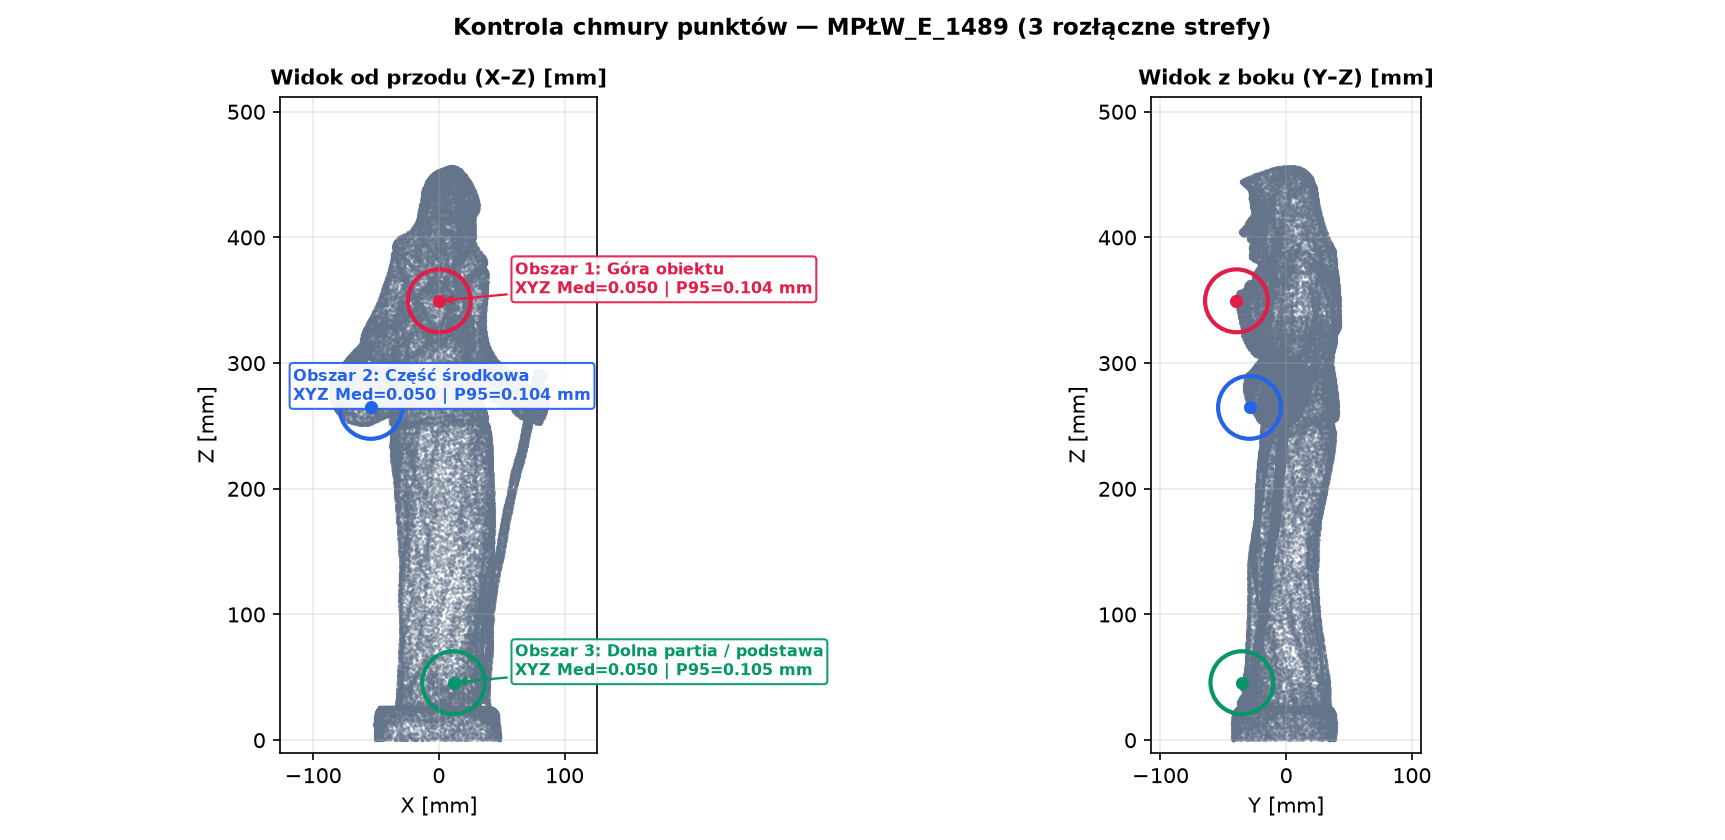 Kontrola chmury punktów — MPŁW_E_1489 (3 rozłączne strefy)
Widok od przodu (X–Z) [mm]
500
400
300
200
100
0
Z [mm]
−100
0
100
X [mm]
Obszar 1: Góra obiektu
XYZ Med=0.050 | P95=0.104 mm
Obszar 2: Część środkowa
XYZ Med=0.050 | P95=0.104 mm
Obszar 3: Dolna partia / podstawa
XYZ Med=0.050 | P95=0.105 mm
Widok z boku (Y–Z) [mm]
500
400
300
200
100
0
Z [mm]
−100
0
100
Y [mm]